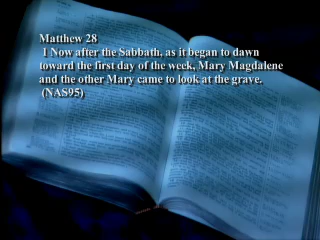 Matthew 28
1 Now after the Sabbath, as it began to dawn
toward the first day of the week, Mary Magdalene
and the other Mary came to look at the grave.
(NAS95)